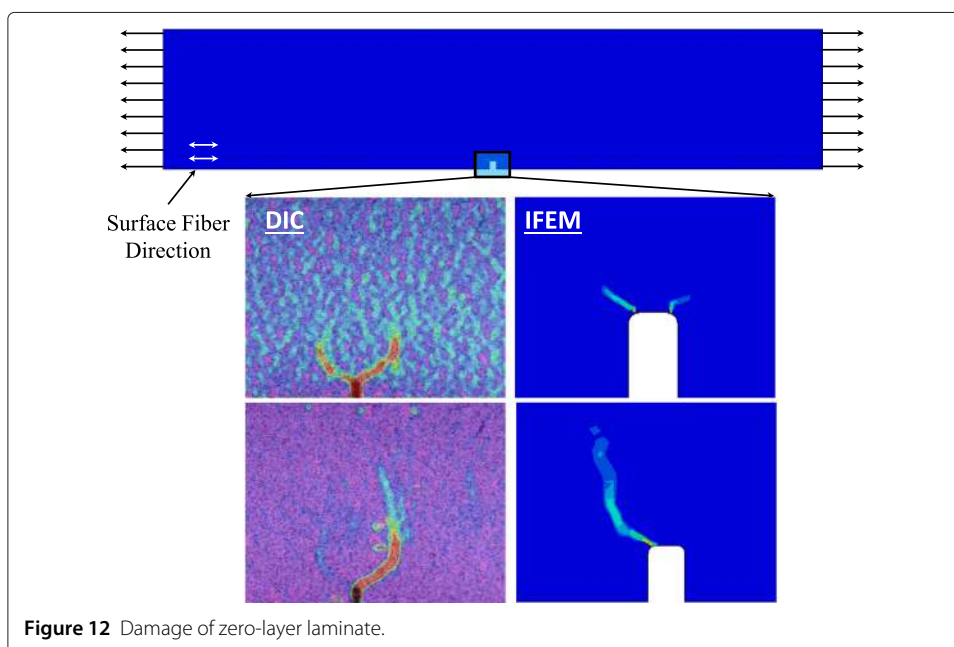 Surface Fiber
Direction
DIC
IFEM
Figure 12 Damage of zero-layer laminate.